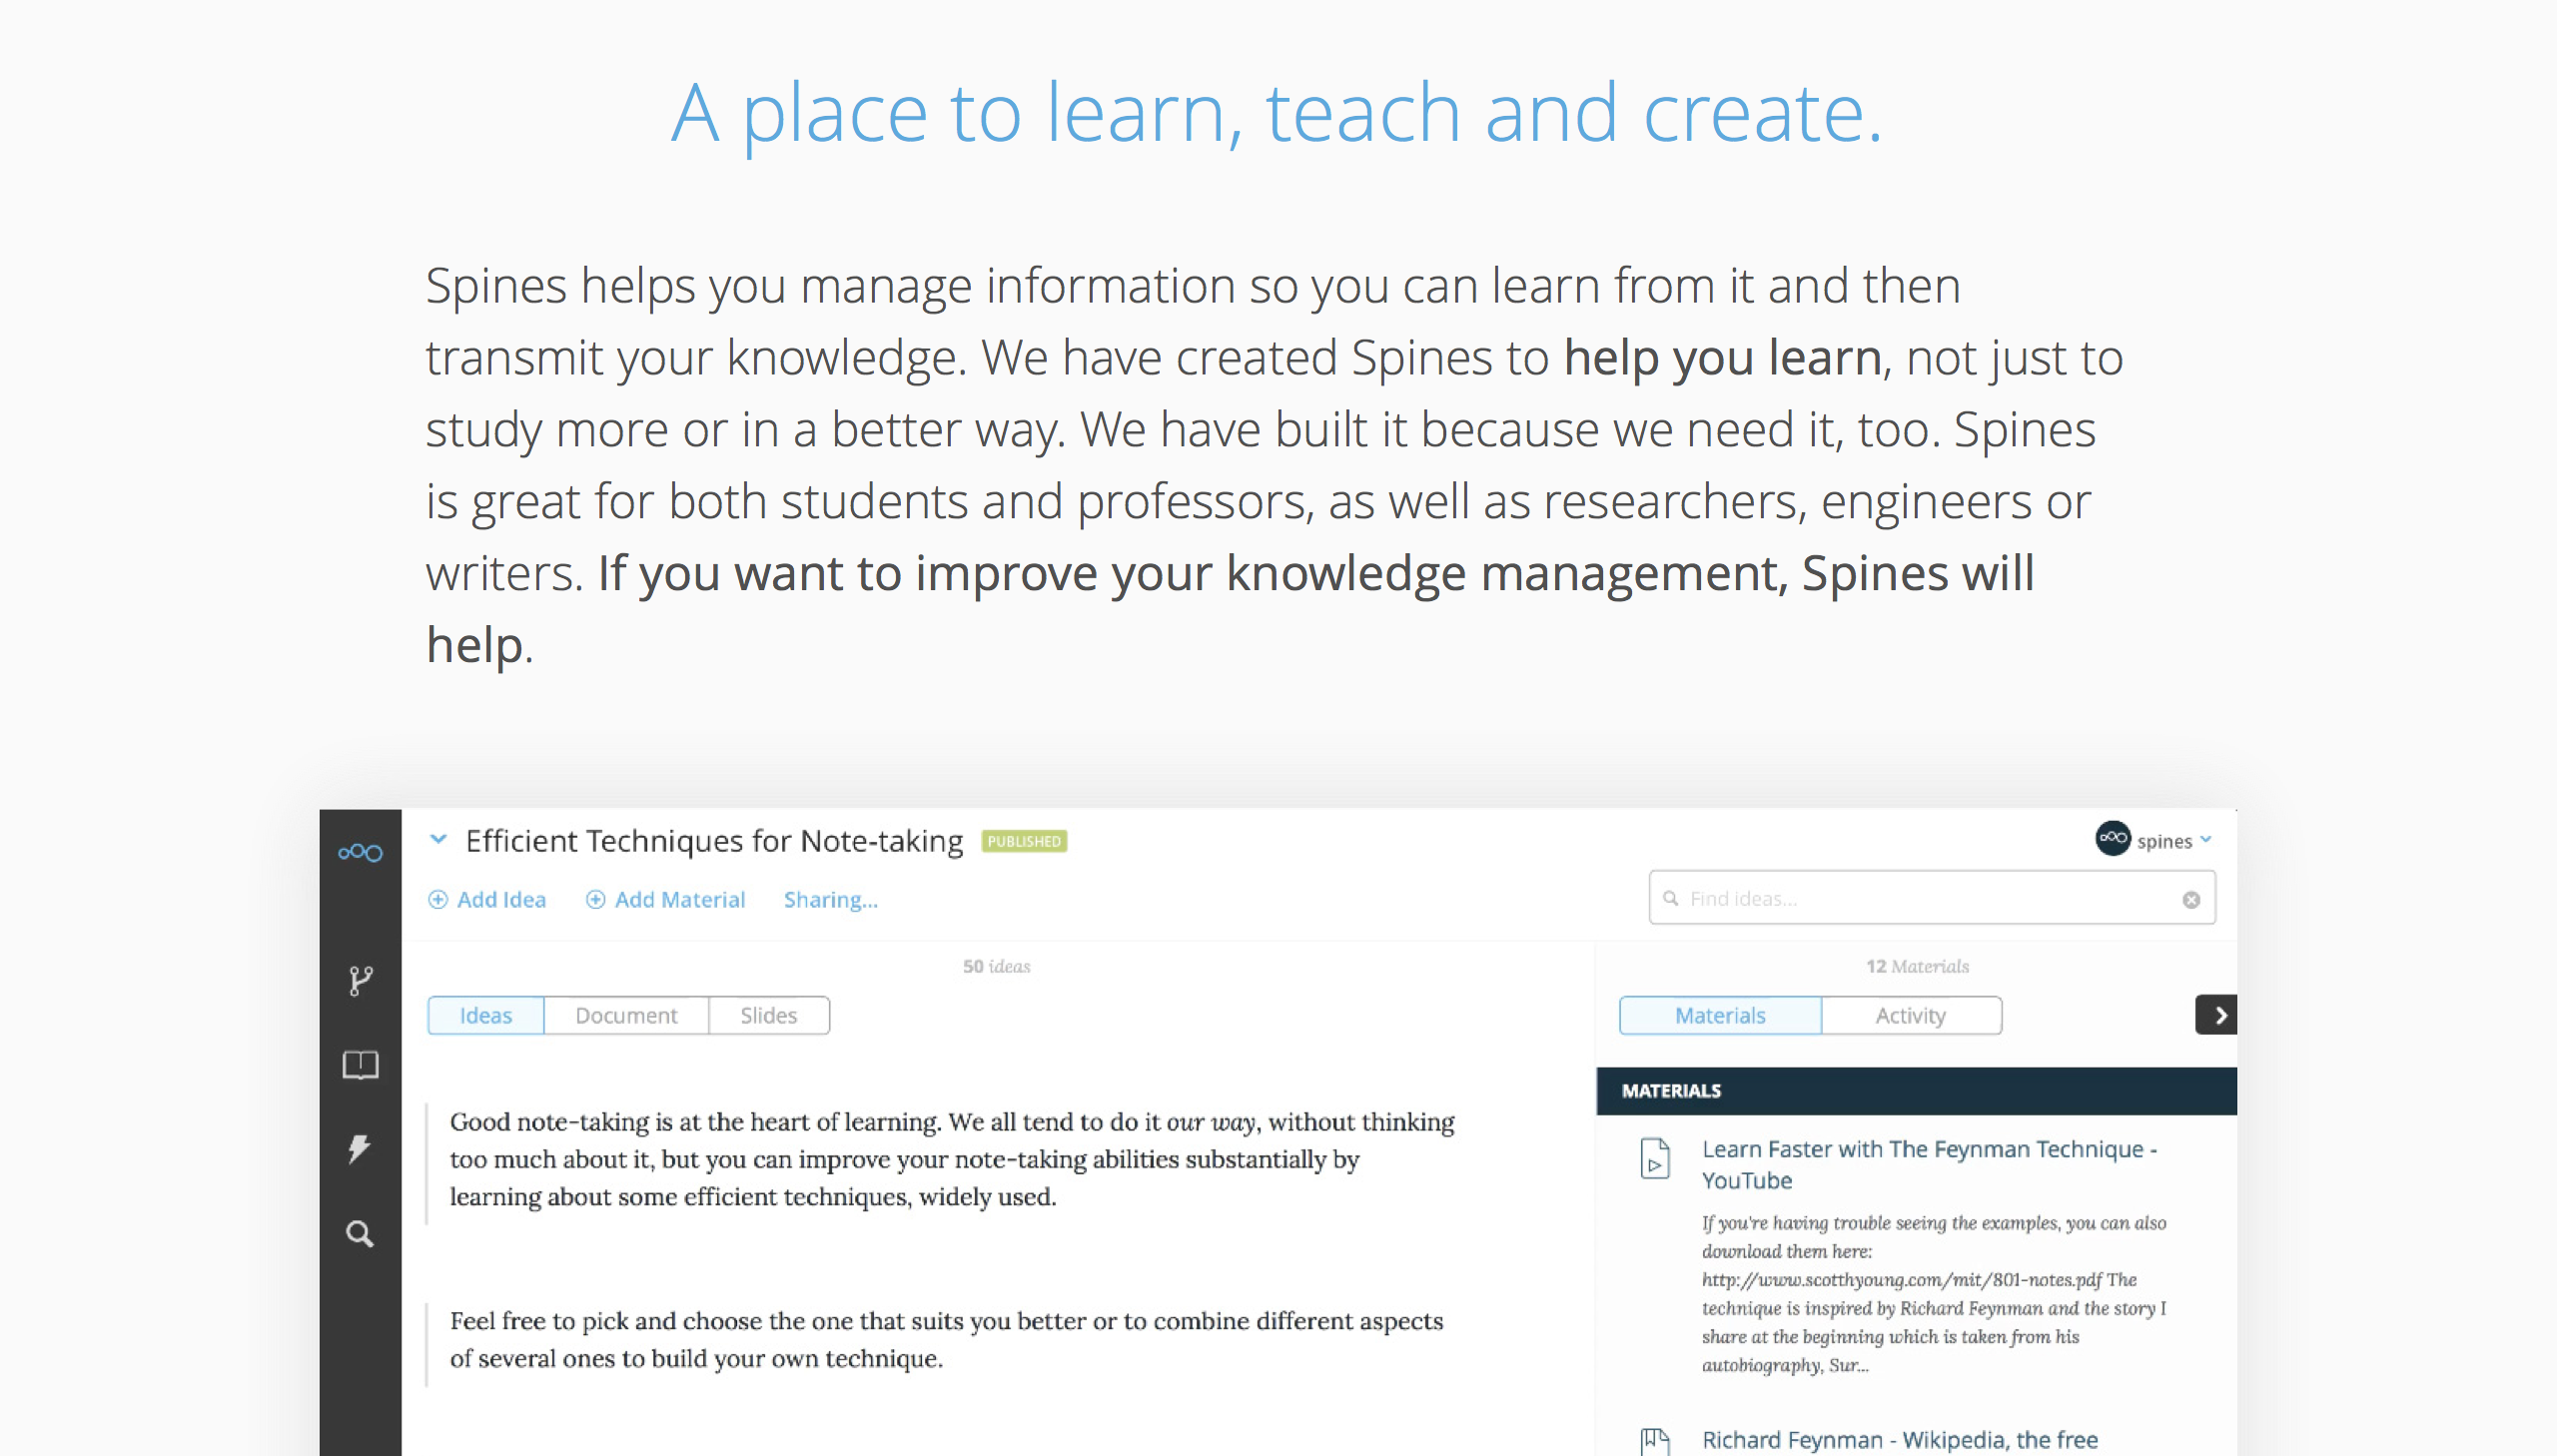 A place to learn, teach and create.
Spines helps you manage information so you can learn from it and then
transmit your knowledge. We have created Spines to help you learn, not just to
study more or in a better way. We have built it because we need it, too. Spines
is great for both students and professors, as well as researchers, engineers or
writers. If you want to improve your knowledge management, Spines will
help.
Efficient Techniques for Note-taking PUBLISHED
spines
Add Idea Add Material Sharing...
Find ideas...
50 ideas
Ideas Document Slides
Good note-taking is at the heart of learning. We all tend to do it our way, without thinking
too much about it, but you can improve your note-taking abilities substantially by
learning about some efficient techniques, widely used.
Feel free to pick and choose the one that suits you better or to combine different aspects
of several ones to build your own technique.
12 Materials
Materials Activity
MATERIALS
Learn Faster with The Feynman Technique -
YouTube
If you're having trouble seeing the examples, you can also
download them here:
http://www.scotthyoung.com/mit/801-notes.pdf The
technique is inspired by Richard Feynman and the story I
share at the beginning which is taken from his
autobiography, Sur...
Richard Feynman - Wikipedia, the free